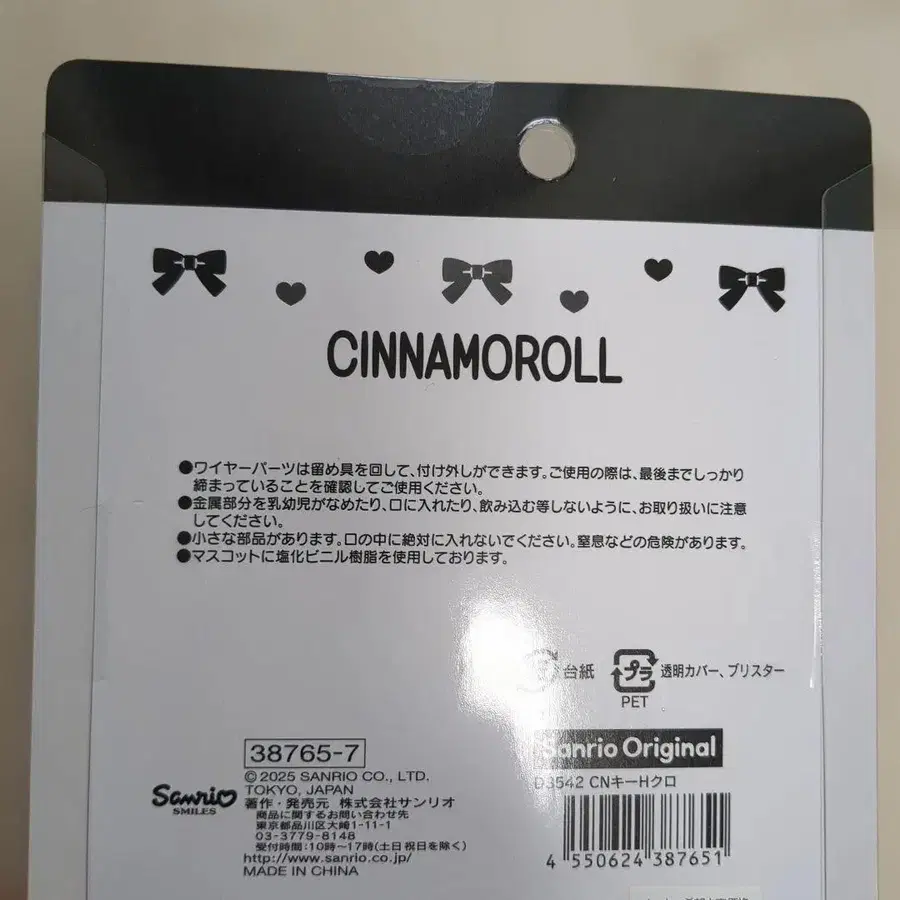 CINNAMOROLL
●ワイヤーパーツは留め具を回して、付け外しができます。ご使用の際は、最後までしっかり
締まっていることを確認してご使用ください。
●金属部分を乳幼児がなめたり、口に入れたり、飲み込む等しないように、お取り扱いに注意
してください。
●小さな部品があります。口の中に絶対に入れないでください。窒息などの危険があります。
●マスコットに塩化ビニル樹脂を使用しております。
台紙
プラ 透明カバー、ブリスター
PET
38765-7
© 2025 SANRIO CO., LTD.
TOKYO, JAPAN
著作・発売元 株式会社サンリオ
商品に関するお問い合わせ先
東京都品川区大崎1-11-1
03-3779-8148
受付時間:10時〜17時(土日祝日を除く)
http://www.sanrio.co.jp/
MADE IN CHINA
Sanrio
SMILES
Sanrio Original
D3542 CNキーHクロ
4 550624 387651